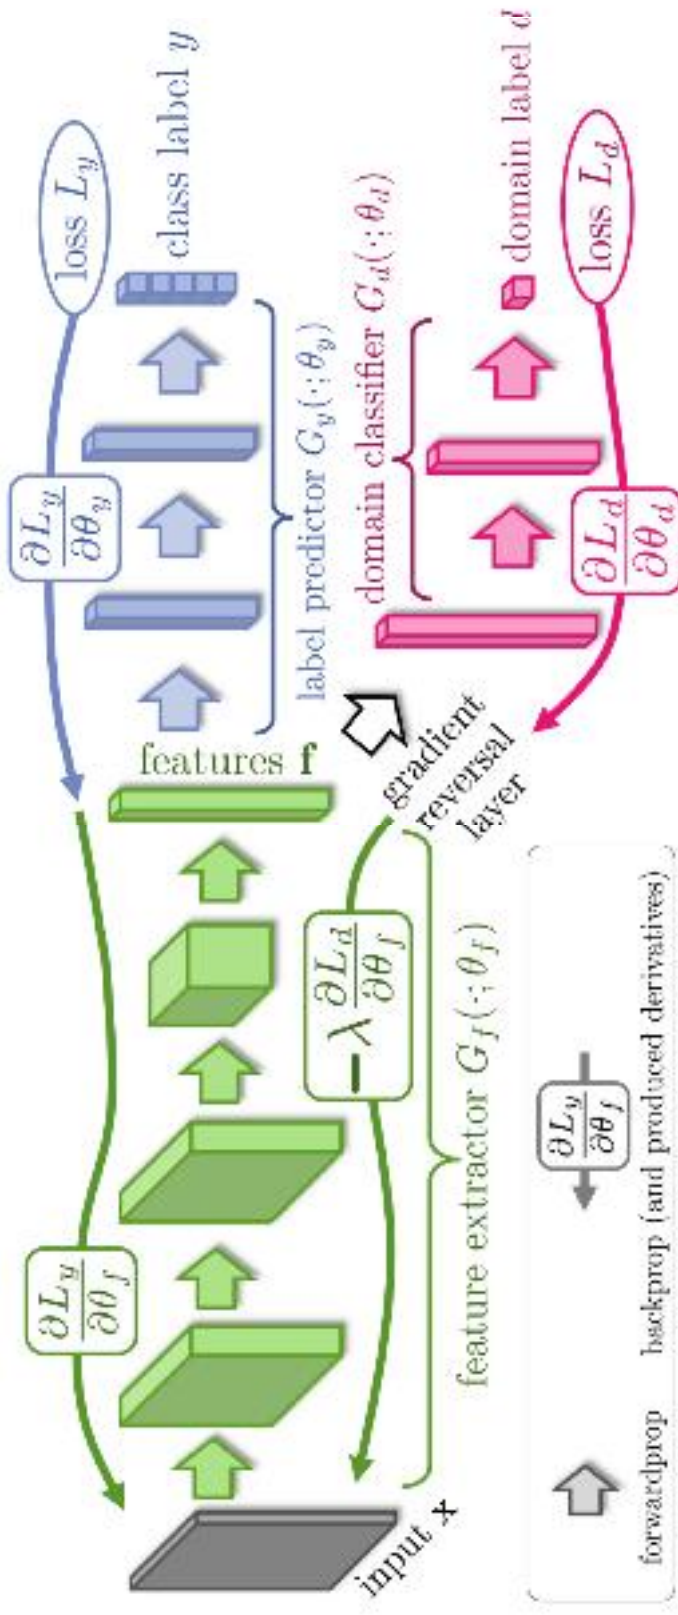 loss $L_y$
$\frac{\partial L_y}{\partial \theta_y}$
class label $y$
$\frac{\partial L_y}{\partial \theta_f}$
features $\mathbf{f}$
label predictor $G_y(\cdot;\theta_y)$
domain classifier $G_d(\cdot;\theta_d)$
domain label $d$
loss $L_d$
$\frac{\partial L_d}{\partial \theta_d}$
gradient
reversal
layer
$-\lambda \frac{\partial L_d}{\partial \theta_f}$
input $\mathbf{x}$
feature extractor $G_f(\cdot;\theta_f)$
$\frac{\partial L_y}{\partial \theta_f}$
forwardprop
backprop (and produced derivatives)